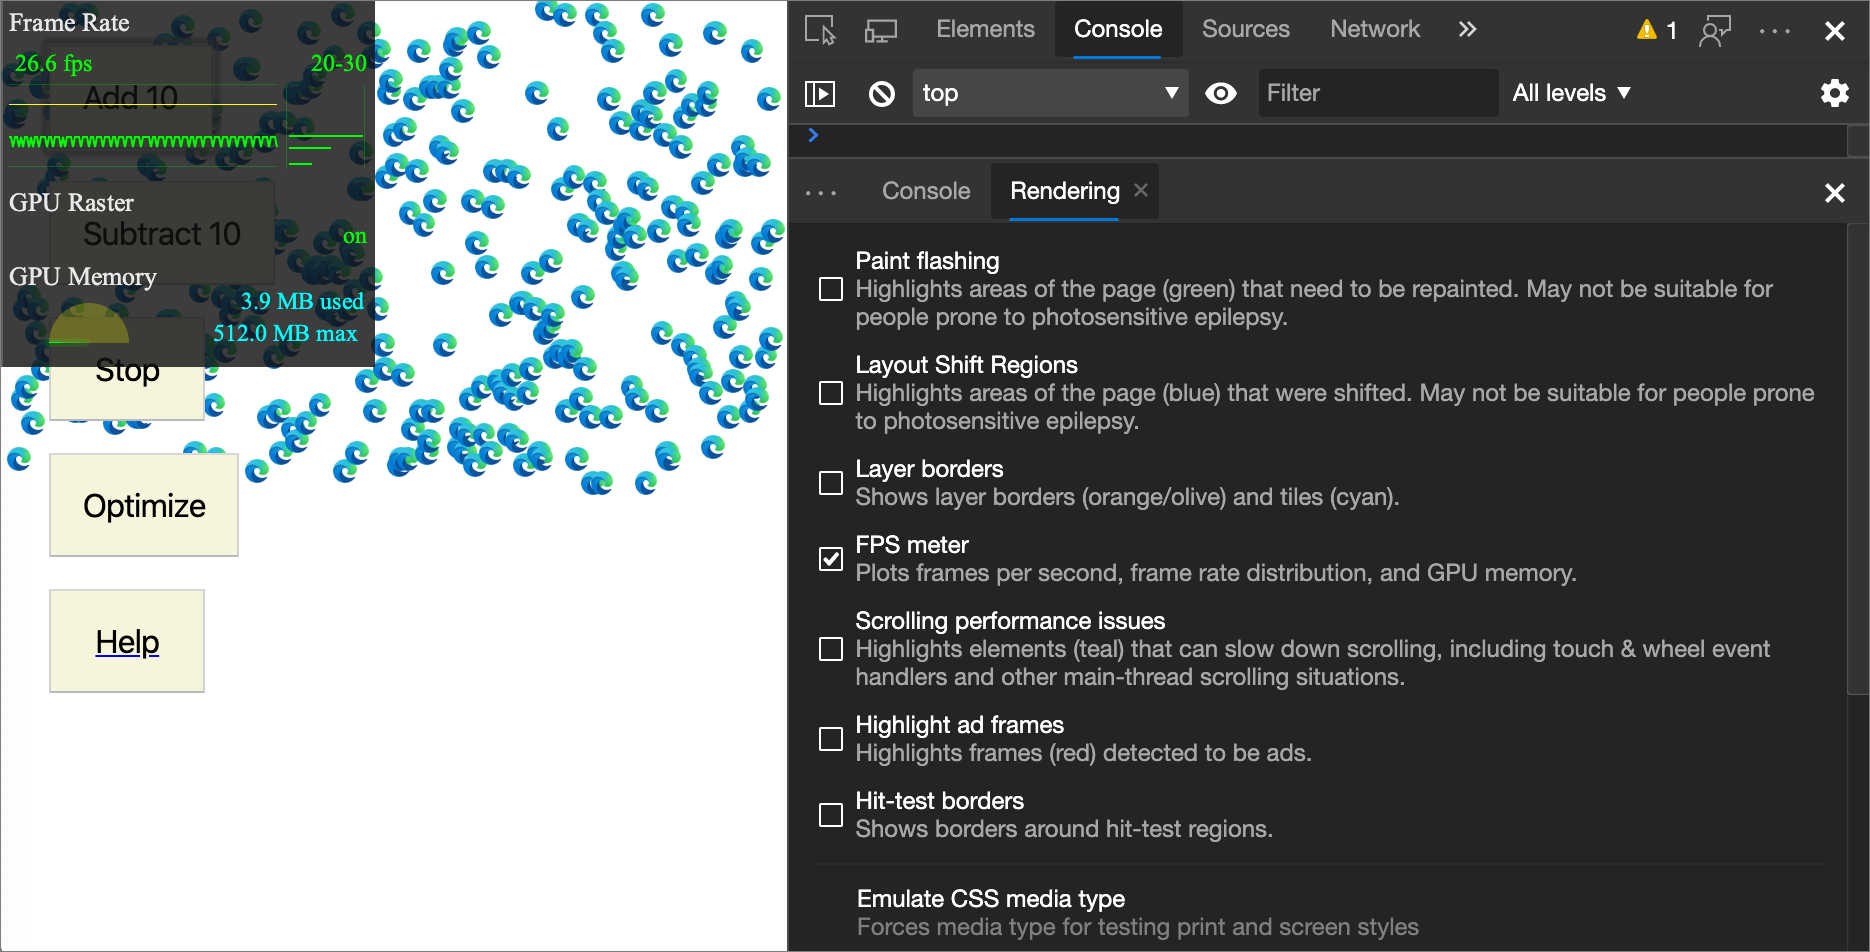 Frame Rate
26.6 fps 20-30
Add 10
GPU Raster
on
Subtract 10
GPU Memory
3.9 MB used
512.0 MB max
Stop
Optimize
Help
Elements Console Sources Network 1
top Filter All levels
Console Rendering
Paint flashing
Highlights areas of the page (green) that need to be repainted. May not be suitable for
people prone to photosensitive epilepsy.
Layout Shift Regions
Highlights areas of the page (blue) that were shifted. May not be suitable for people prone
to photosensitive epilepsy.
Layer borders
Shows layer borders (orange/olive) and tiles (cyan).
FPS meter
Plots frames per second, frame rate distribution, and GPU memory.
Scrolling performance issues
Highlights elements (teal) that can slow down scrolling, including touch & wheel event
handlers and other main-thread scrolling situations.
Highlight ad frames
Highlights frames (red) detected to be ads.
Hit-test borders
Shows borders around hit-test regions.
Emulate CSS media type
Forces media type for testing print and screen styles